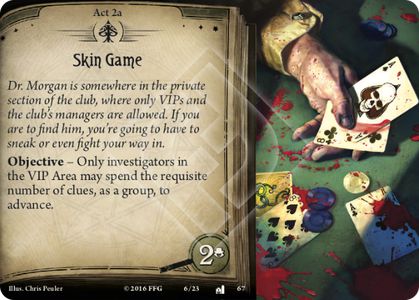 Act 2a
Skin Game
Dr. Morgan is somewhere in the private
section of the club, where only VIPs and
the club's managers are allowed. If you
are to find him, you're going to have to
sneak or even fight your way in.
Objective – Only investigators in
the VIP Area may spend the requisite
number of clues, as a group, to
advance.
2
Illus. Chris Peuler
© 2016 FFG
6/23
67
A
8
A